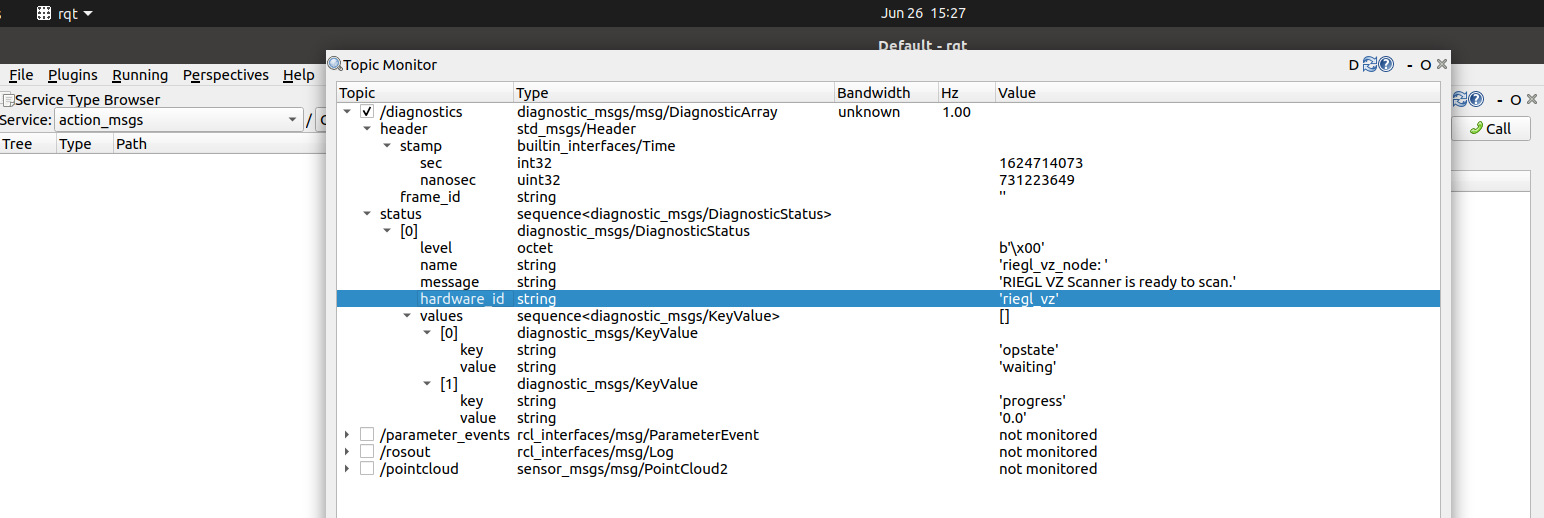 rqt
Jun 26 15:27
Default - rqt
File Plugins Running Perspectives Help
Service Type Browser
Service: action_msgs /
Tree Type Path
Topic Monitor D - O
- O
Call
Topic Type Bandwidth Hz Value
/diagnostics diagnostic_msgs/msg/DiagnosticArray unknown 1.00
header std_msgs/Header
stamp builtin_interfaces/Time
sec int32 1624714073
nanosec uint32 731223649
frame_id string ''
status sequence<diagnostic_msgs/DiagnosticStatus>
[0] diagnostic_msgs/DiagnosticStatus
level octet b'\x00'
name string 'riegl_vz_node: '
message string 'RIEGL VZ Scanner is ready to scan.'
hardware_id string 'riegl_vz'
values sequence<diagnostic_msgs/KeyValue> []
[0] diagnostic_msgs/KeyValue
key string 'opstate'
value string 'waiting'
[1] diagnostic_msgs/KeyValue
key string 'progress'
value string '0.0'
/parameter_events rcl_interfaces/msg/ParameterEvent not monitored
/rosout rcl_interfaces/msg/Log not monitored
/pointcloud sensor_msgs/msg/PointCloud2 not monitored